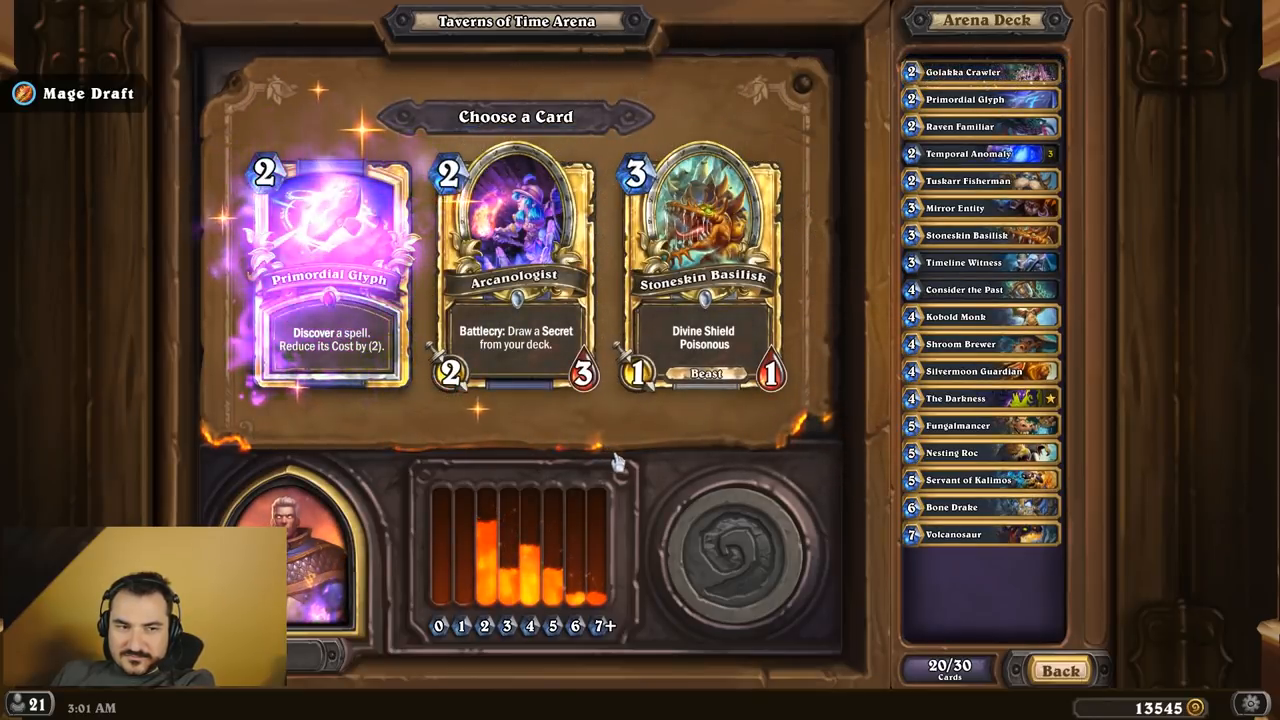 Taverns of Time Arena
Arena Deck
Mage Draft
Choose a Card
2
Primordial Glyph
Discover a spell.
Reduce its Cost by (2).
2
Arcanologist
Battlecry: Draw a Secret
from your deck.
2
3
3
Stoneskin Basilisk
Divine Shield
Poisonous
Beast
1
1
2 Golakka Crawler
2 Primordial Glyph
2 Raven Familiar
2 Temporal Anomaly 3
2 Tuskarr Fisherman
3 Mirror Entity
3 Stoneskin Basilisk
3 Timeline Witness
4 Consider the Past
4 Kobold Monk
4 Shroom Brewer
4 Silvermoon Guardian
4 The Darkness
5 Fungalmancer
5 Nesting Roc
5 Servant of Kalimos
6 Bone Drake
7 Volcanosaur
0 1 2 3 4 5 6 7+
20/30
Cards
Back
21
3:01 AM
13545